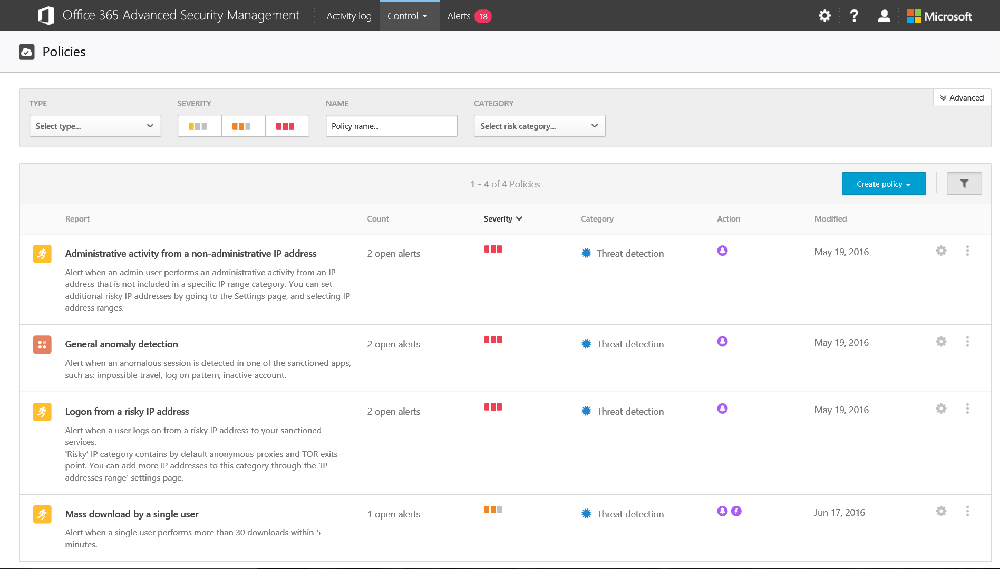 Office 365 Advanced Security Management
Activity log
Control
Alerts 18
Microsoft
Policies
TYPE
SEVERITY
NAME
CATEGORY
Advanced
Select type...
Policy name...
Select risk category...
1 - 4 of 4 Policies
Create policy
Report
Count
Severity
Category
Action
Modified
Administrative activity from a non-administrative IP address
2 open alerts
Threat detection
May 19, 2016
Alert when an admin user performs an administrative activity from an IP
address that is not included in a specific IP range category. You can set
additional risky IP addresses by going to the Settings page, and selecting IP
address ranges.
General anomaly detection
2 open alerts
Threat detection
May 19, 2016
Alert when an anomalous session is detected in one of the sanctioned apps,
such as: impossible travel, log on pattern, inactive account.
Logon from a risky IP address
2 open alerts
Threat detection
May 19, 2016
Alert when a user logs on from a risky IP address to your sanctioned
services.
'Risky' IP category contains by default anonymous proxies and TOR exits
point. You can add more IP addresses to this category through the 'IP
addresses range' settings page.
Mass download by a single user
1 open alerts
Threat detection
Jun 17, 2016
Alert when a single user performs more than 30 downloads within 5
minutes.